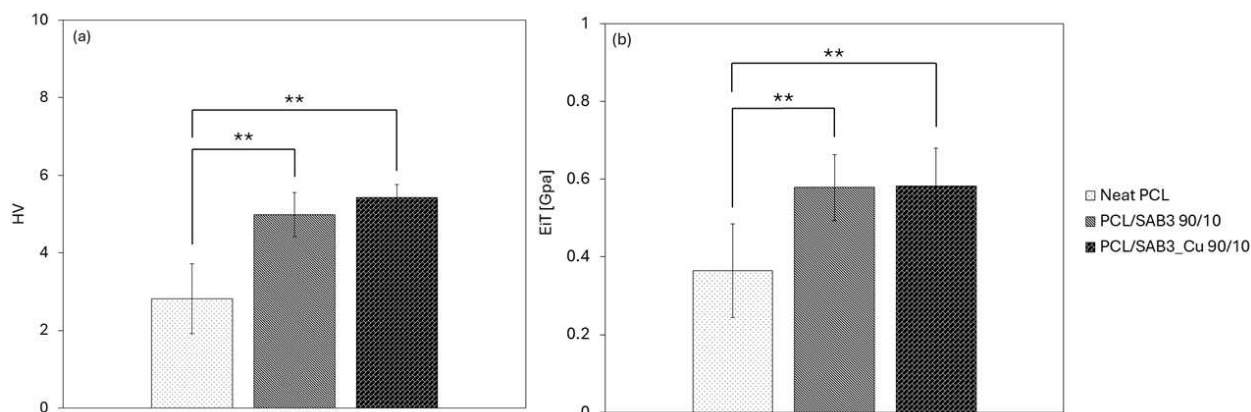 (a)
HV
10
8
6
4
2
0
**
**
(b)
EiT [Gpa]
1
0.8
0.6
0.4
0.2
0
**
**
Neat PCL
PCL/SAB3 90/10
PCL/SAB3_Cu 90/10